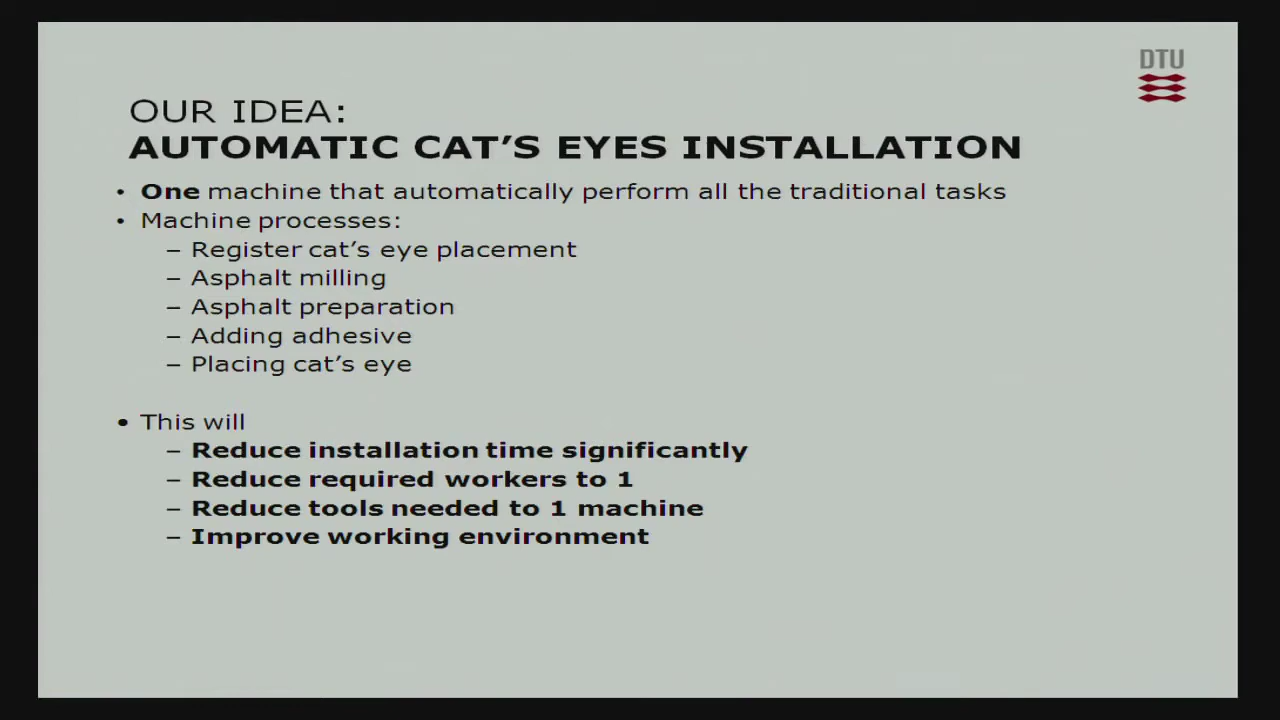 DTU
OUR IDEA:
AUTOMATIC CAT’S EYES INSTALLATION
• One machine that automatically perform all the traditional tasks
• Machine processes:
– Register cat’s eye placement
– Asphalt milling
– Asphalt preparation
– Adding adhesive
– Placing cat’s eye
• This will
– Reduce installation time significantly
– Reduce required workers to 1
– Reduce tools needed to 1 machine
– Improve working environment